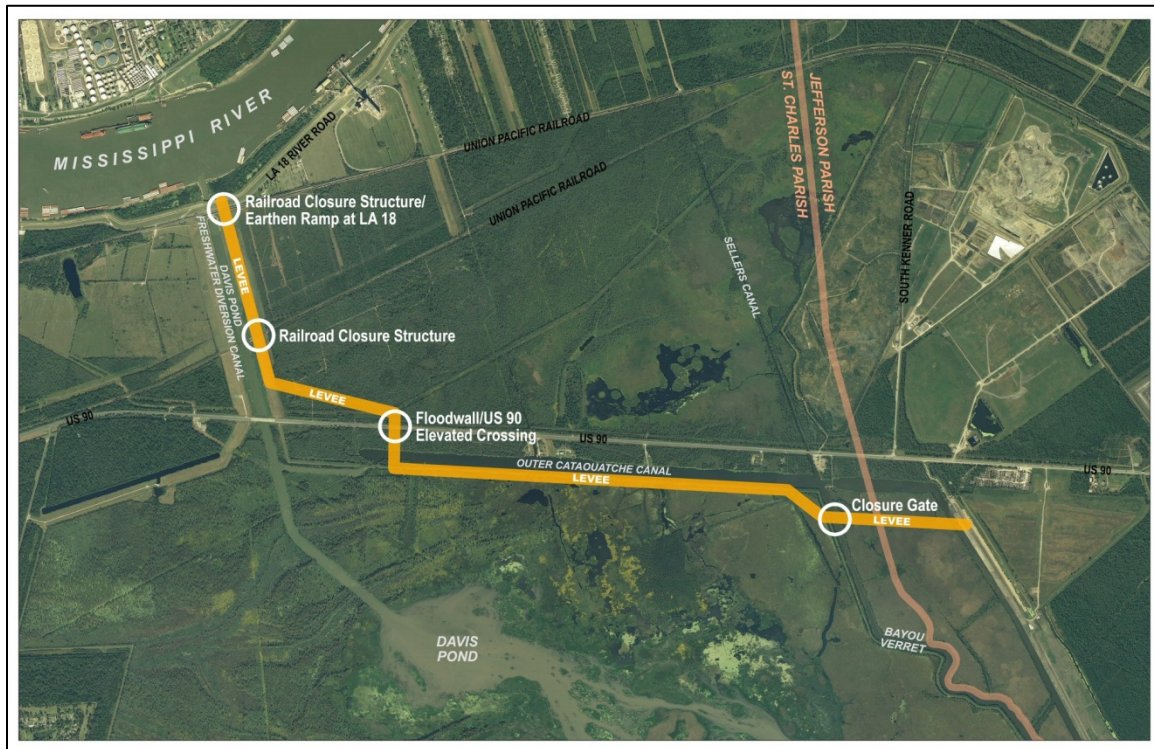 MISSISSIPPI RIVER
LA 18 RIVER ROAD
UNION PACIFIC RAILROAD
UNION PACIFIC RAILROAD
JEFFERSON PARISH
ST. CHARLES PARISH
SOUTH KENNER ROAD
SELLERS CANAL
Railroad Closure Structure/
Earthen Ramp at LA 18
LEVEE
DAVIS POND
FRESHWATER DIVERSION CANAL
Railroad Closure Structure
LEVEE
US 90
Floodwall/US 90
Elevated Crossing
US 90
US 90
OUTER CATAOUATCHE CANAL
LEVEE
Closure Gate
LEVEE
DAVIS
POND
BAYOU
VERRET